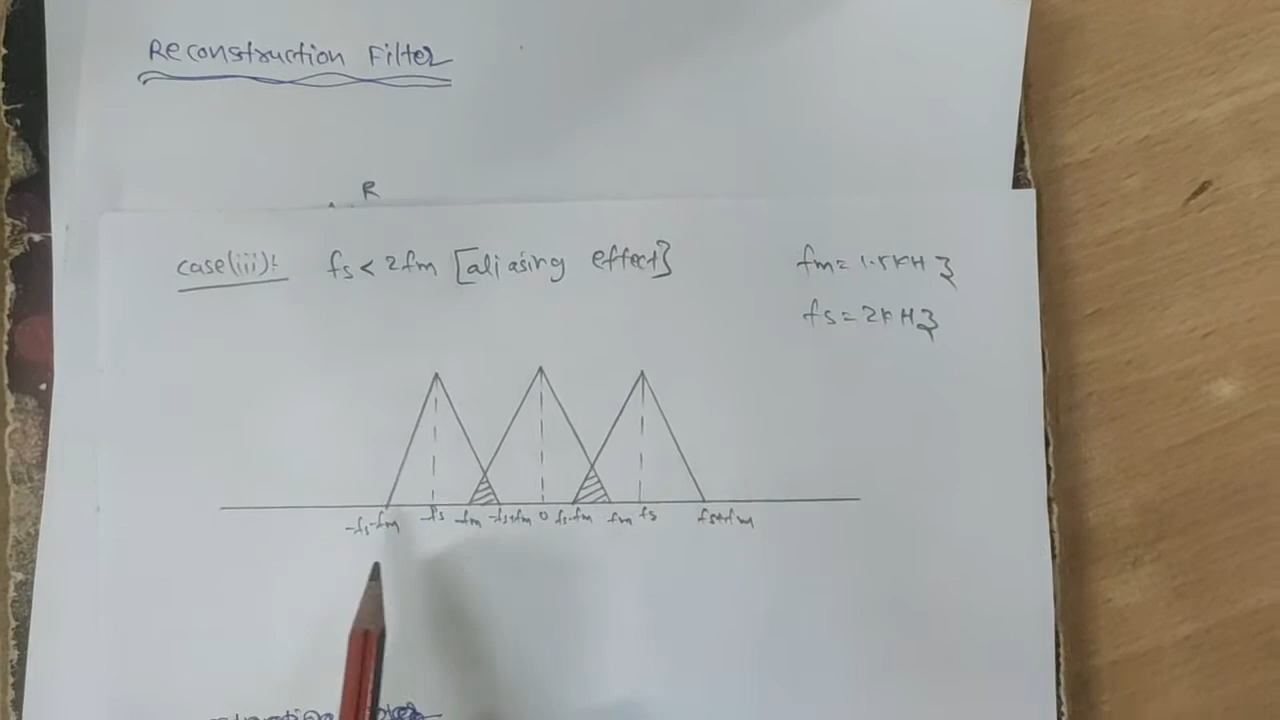 Reconstruction Filter
R
case(iii):
fs < 2fm [aliasing effect]
fm = 1.5KHz
fs = 2KHz
-fs-fm -fs -fm -fs+fm 0 fs-fm fm fs fs+fm